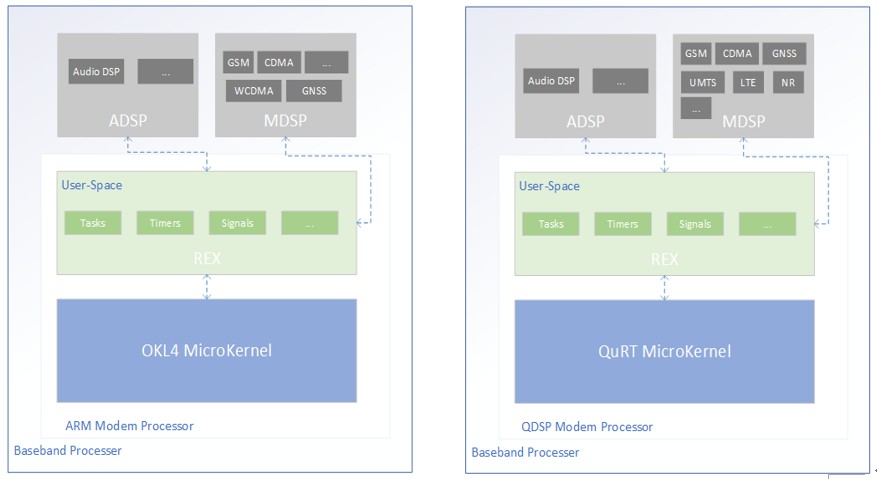 Audio DSP
...
ADSP
GSM
CDMA
...
WCDMA
GNSS
MDSP
User-Space
Tasks
Timers
Signals
...
REX
OKL4 MicroKernel
ARM Modem Processor
Baseband Processer
Audio DSP
...
ADSP
GSM
CDMA
GNSS
UMTS
LTE
NR
...
MDSP
User-Space
Tasks
Timers
Signals
...
REX
QuRT MicroKernel
QDSP Modem Processor
Baseband Processer